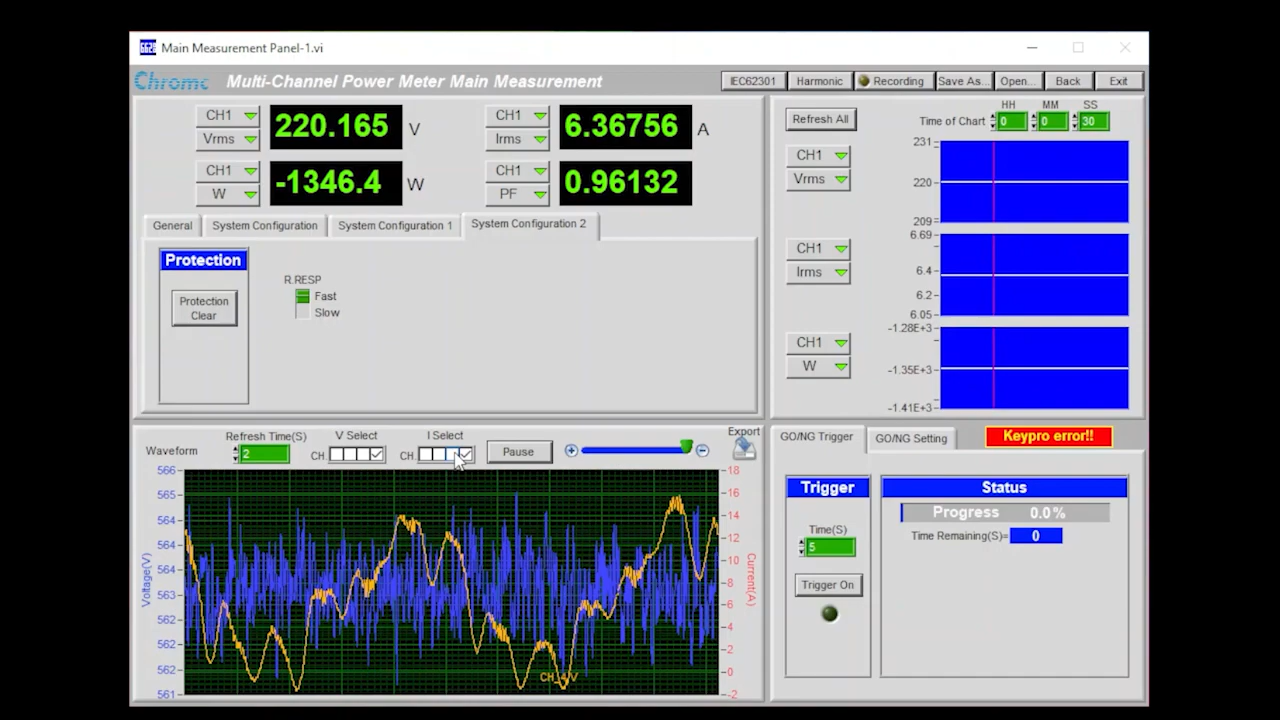 6620 Main Measurement Panel-1.vi
Chroma Multi-Channel Power Meter Main Measurement
IEC62301 Harmonic Recording Save As... Open... Back Exit
CH1 220.165 V
Vrms
CH1 6.36756 A
Irms
CH1 -1346.4 W
W
CH1 0.96132
PF
General System Configuration System Configuration 1 System Configuration 2
Protection
Protection
Clear
R.RESP
Fast
Slow
Refresh All
HH MM SS
Time of Chart 0 0 30
CH1
Vrms
231
220
209
CH1
Irms
6.69
6.4
6.2
6.05
CH1
W
-1.28E+3
-1.35E+3
-1.41E+3
Waveform
Refresh Time(S)
2
V Select
CH
I Select
CH
Pause
Export
566
565
564
564
564
563
562
562
562
561
Voltage(V)
18
16
14
12
10
8
6
4
2
0
-2
Current(A)
GO/NG Trigger GO/NG Setting
Keypro error!!
Trigger
Time(S)
5
Trigger On
Status
Progress 0.0%
Time Remaining(S)= 0